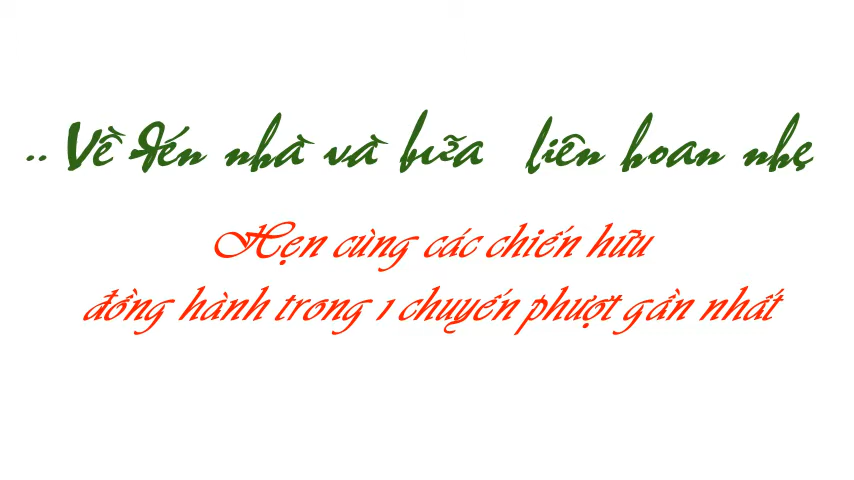 .. Về đến nhà và bữa liên hoan nhẹ
Hẹn cùng các chiến hữu
đồng hành trong 1 chuyến phượt gần nhất